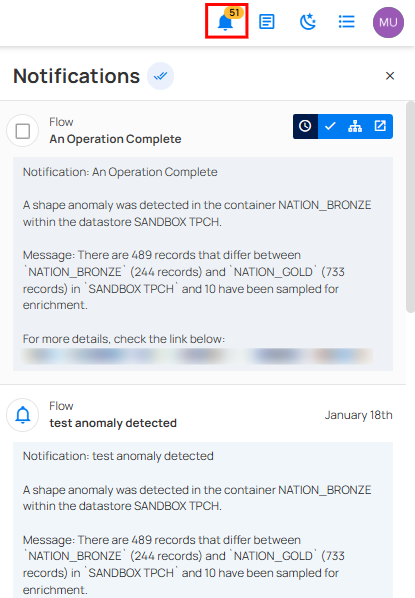 51
MU
Notifications
Flow
An Operation Complete
Notification: An Operation Complete
A shape anomaly was detected in the container NATION_BRONZE
within the datastore SANDBOX TPCH.
Message: There are 489 records that differ between
`NATION_BRONZE` (244 records) and `NATION_GOLD` (733
records) in `SANDBOX TPCH` and 10 have been sampled for
enrichment.
For more details, check the link below:
Flow
test anomaly detected
January 18th
Notification: test anomaly detected
A shape anomaly was detected in the container NATION_BRONZE
within the datastore SANDBOX TPCH.
Message: There are 489 records that differ between
`NATION_BRONZE` (244 records) and `NATION_GOLD` (733
records) in `SANDBOX TPCH` and 10 have been sampled for
enrichment.